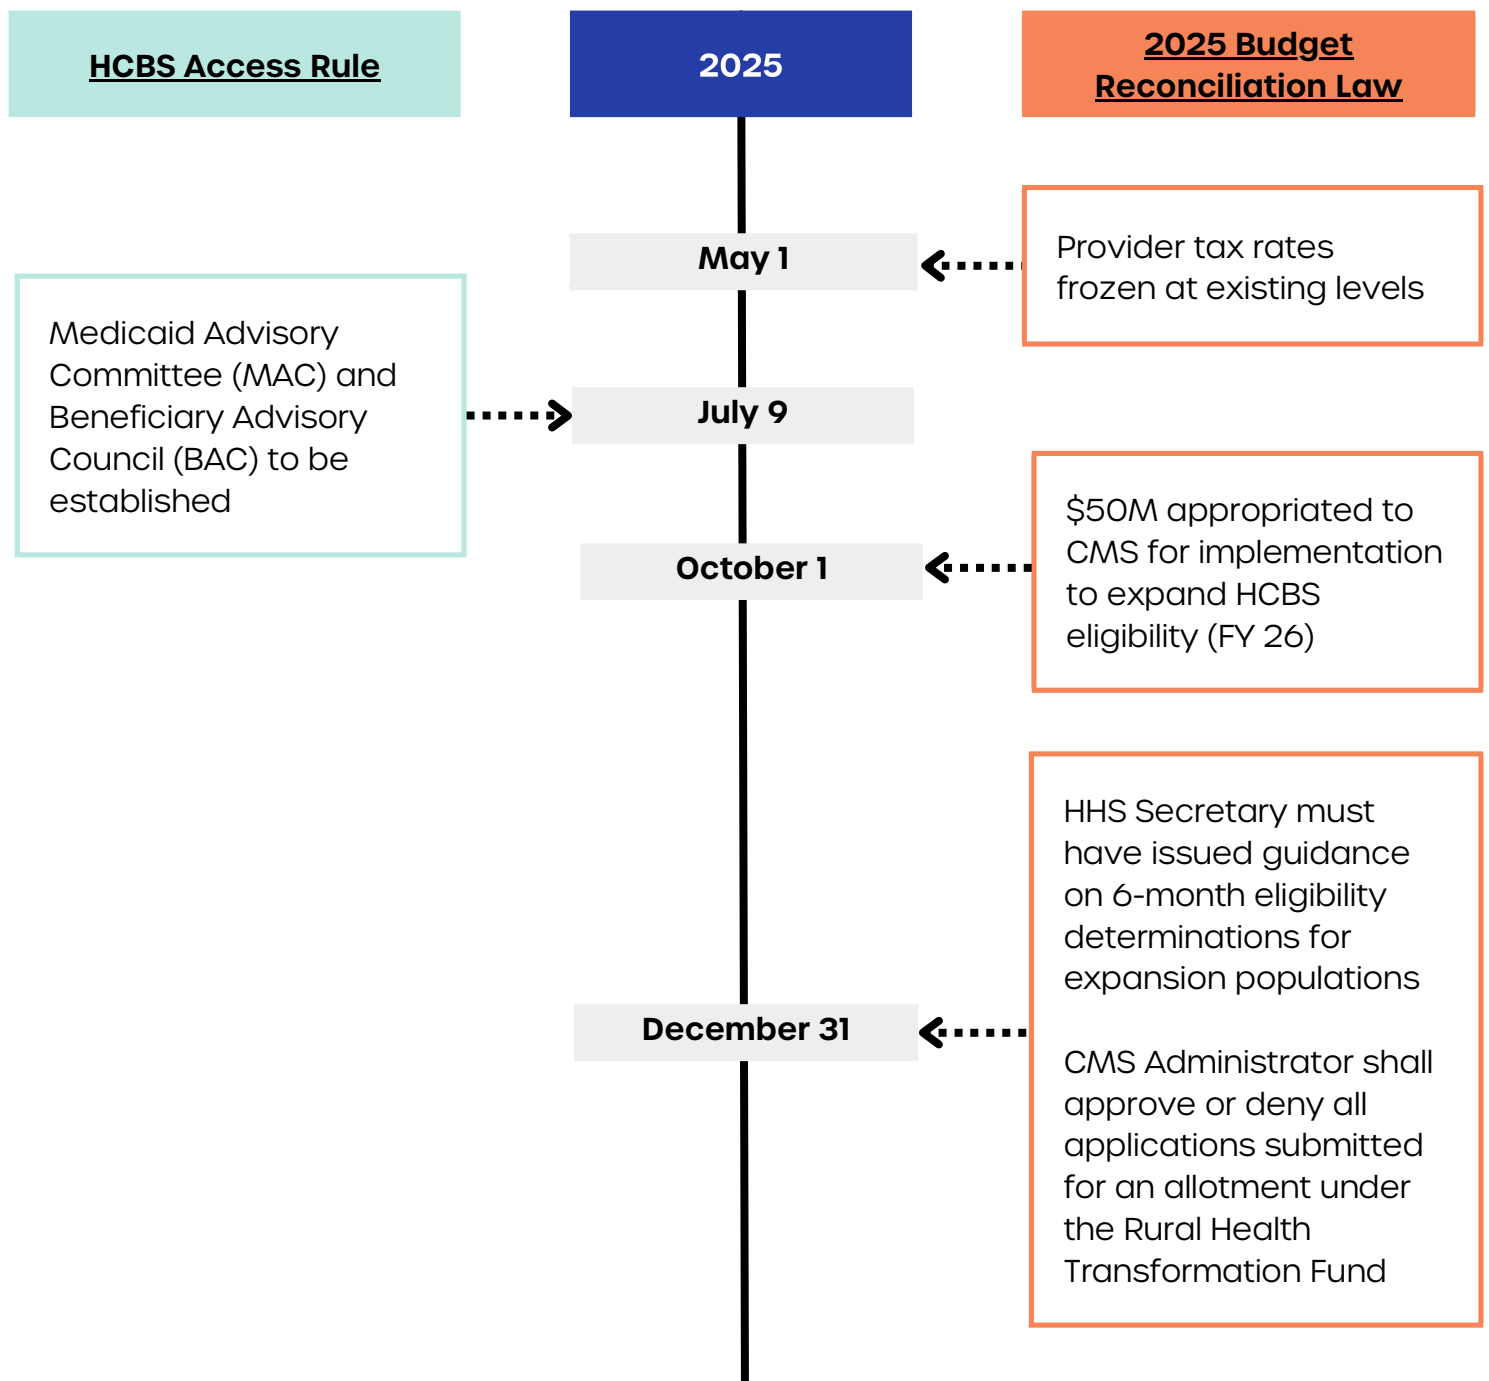 HCBS Access Rule
2025
2025 Budget
Reconciliation Law
May 1
Provider tax rates
frozen at existing levels
Medicaid Advisory
Committee (MAC) and
Beneficiary Advisory
Council (BAC) to be
established
July 9
October 1
$50M appropriated to
CMS for implementation
to expand HCBS
eligibility (FY 26)
December 31
HHS Secretary must
have issued guidance
on 6-month eligibility
determinations for
expansion populations
CMS Administrator shall
approve or deny all
applications submitted
for an allotment under
the Rural Health
Transformation Fund